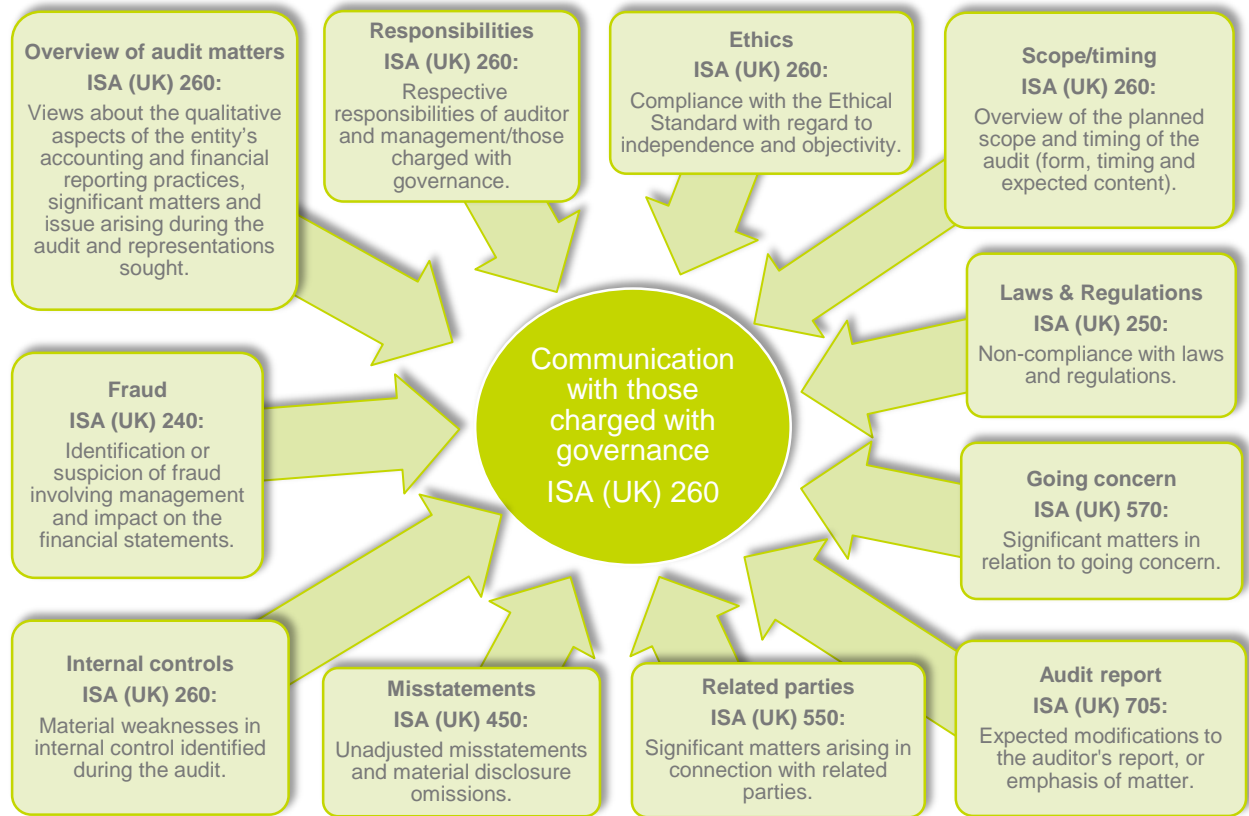 Overview of audit matters
ISA (UK) 260:
Views about the qualitative
aspects of the entity's
accounting and financial
reporting practices,
significant matters and
issue arising during the
audit and representations
sought.
Responsibilities
ISA (UK) 260:
Respective
responsibilities of auditor
and management/those
charged with
governance.
Ethics
ISA (UK) 260:
Compliance with the Ethical
Standard with regard to
independence and objectivity.
Scope/timing
ISA (UK) 260:
Overview of the planned
scope and timing of the
audit (form, timing and
expected content).
Laws & Regulations
ISA (UK) 250:
Non-compliance with laws
and regulations.
Fraud
ISA (UK) 240:
Identification or
suspicion of fraud
involving management
and impact on the
financial statements.
Communication
with those
charged with
governance
ISA (UK) 260
Going concern
ISA (UK) 570:
Significant matters in
relation to going concern.
Internal controls
ISA (UK) 260:
Material weaknesses in
internal control identified
during the audit.
Misstatements
ISA (UK) 450:
Unadjusted misstatements
and material disclosure
omissions.
Related parties
ISA (UK) 550:
Significant matters arising in
connection with related
parties.
Audit report
ISA (UK) 705:
Expected modifications to
the auditor's report, or
emphasis of matter.